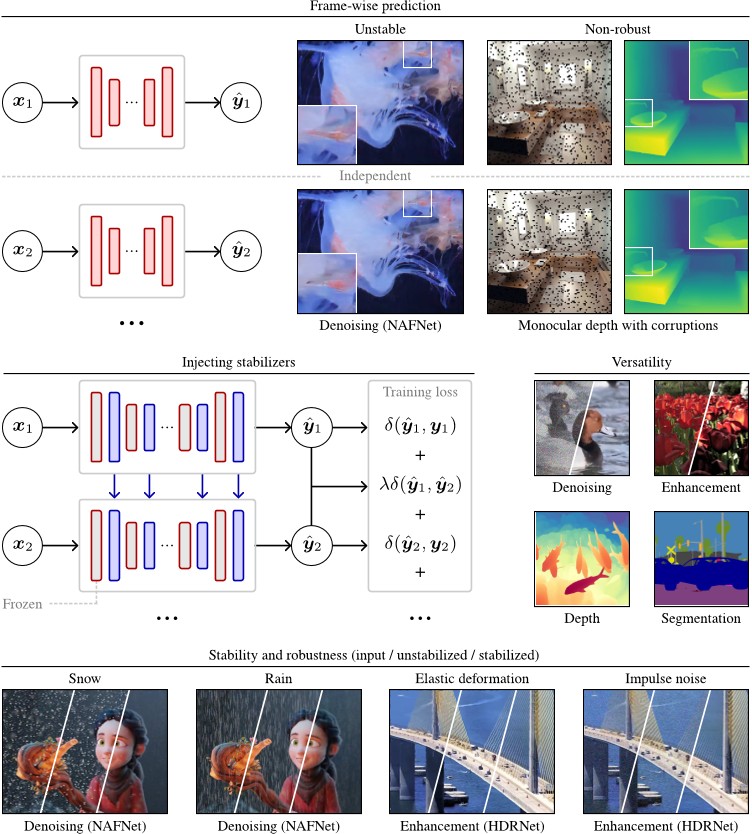 Frame-wise prediction
Unstable
Non-robust
x₁
···
ŷ₁
Independent
x₂
···
ŷ₂
...
Denoising (NAFNet)
Monocular depth with corruptions
Injecting stabilizers
Versatility
Training loss
x₁
···
ŷ₁
δ(ŷ₁, y₁)
+
λδ(ŷ₁, ŷ₂)
+
x₂
···
ŷ₂
δ(ŷ₂, y₂)
+
Frozen
...
...
Denoising
Enhancement
Depth
Segmentation
Stability and robustness (input / unstabilized / stabilized)
Snow
Rain
Elastic deformation
Impulse noise
Denoising (NAFNet)
Denoising (NAFNet)
Enhancement (HDRNet)
Enhancement (HDRNet)